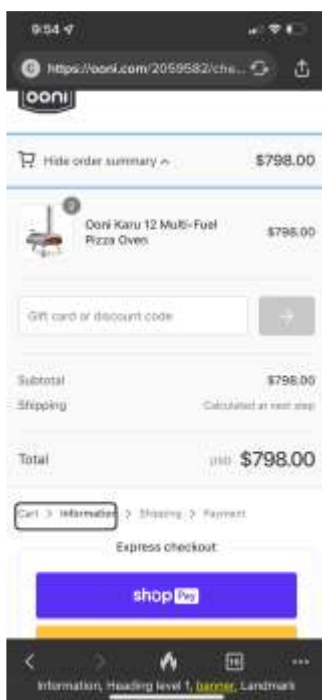 9:54
https://ooni.com/2059582/che...
ooni
Hide order summary $798.00
Ooni Karu 12 Multi-Fuel
Pizza Oven
$798.00
Gift card or discount code
Subtotal $798.00
Shipping Calculated at next step
Total USD $798.00
Cart > Information > Shipping > Payment
Express checkout
shop Pay
Information, Heading level 1, banner, Landmark